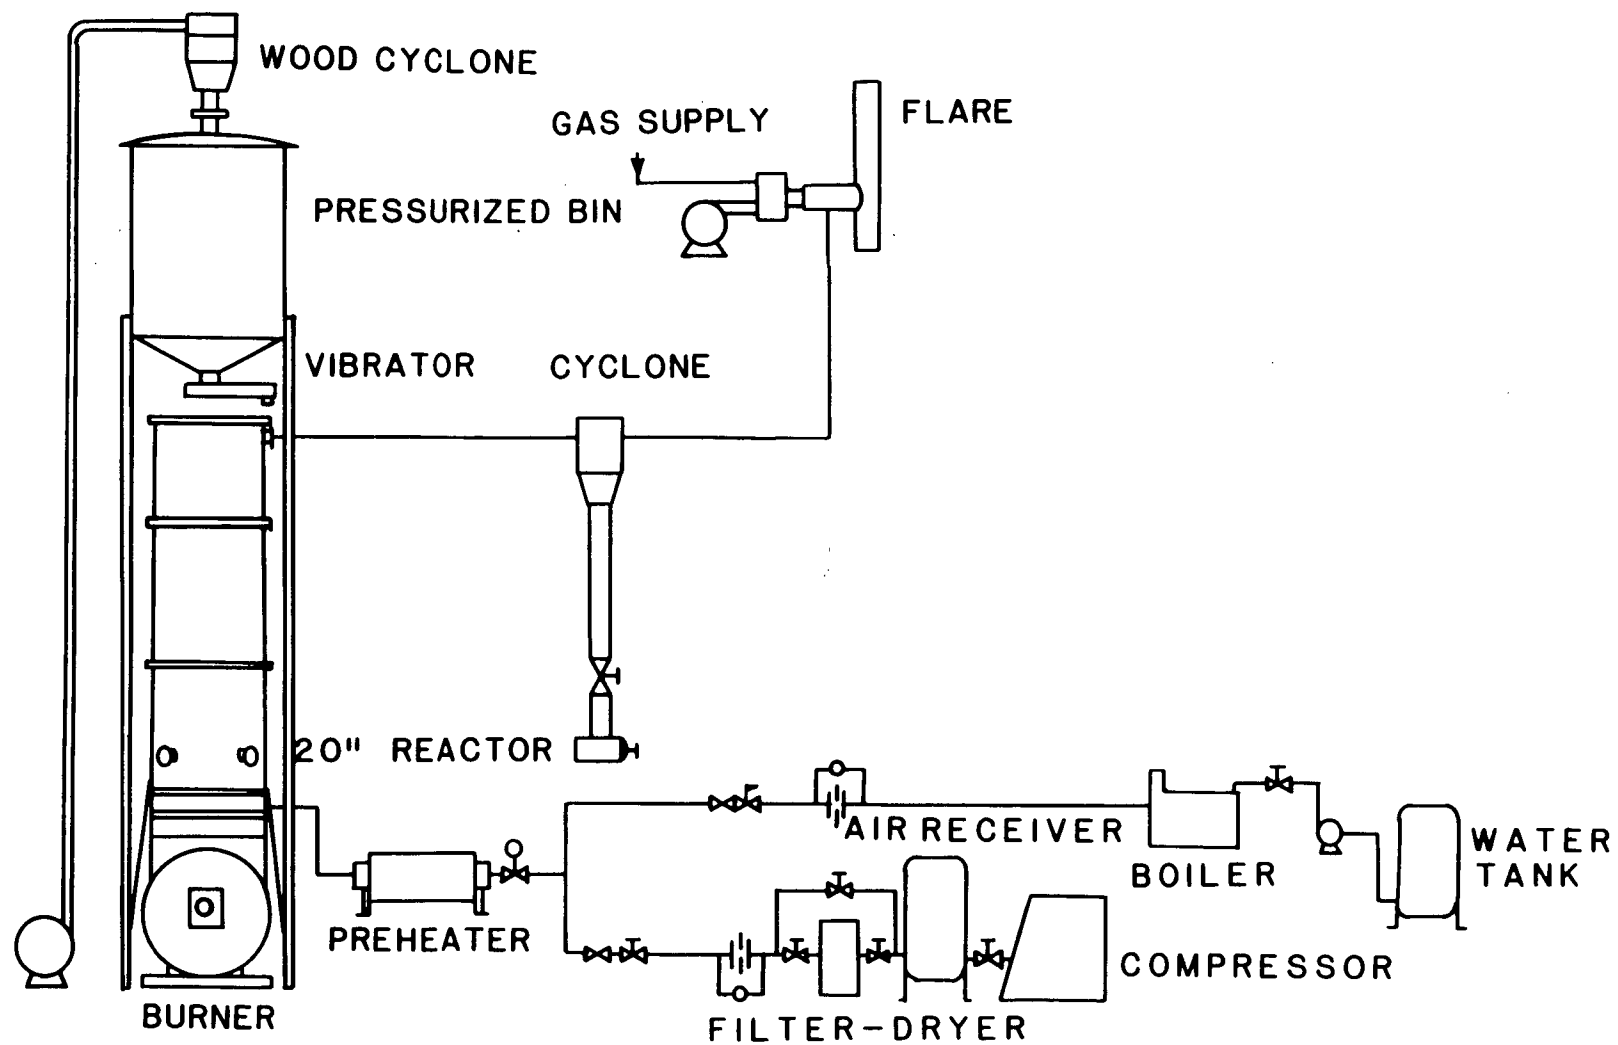 WOOD CYCLONE
FLARE
GAS SUPPLY
PRESSURIZED BIN
VIBRATOR
CYCLONE
20" REACTOR
AIR RECEIVER
WATER
TANK
BOILER
PREHEATER
COMPRESSOR
BURNER
FILTER-DRYER